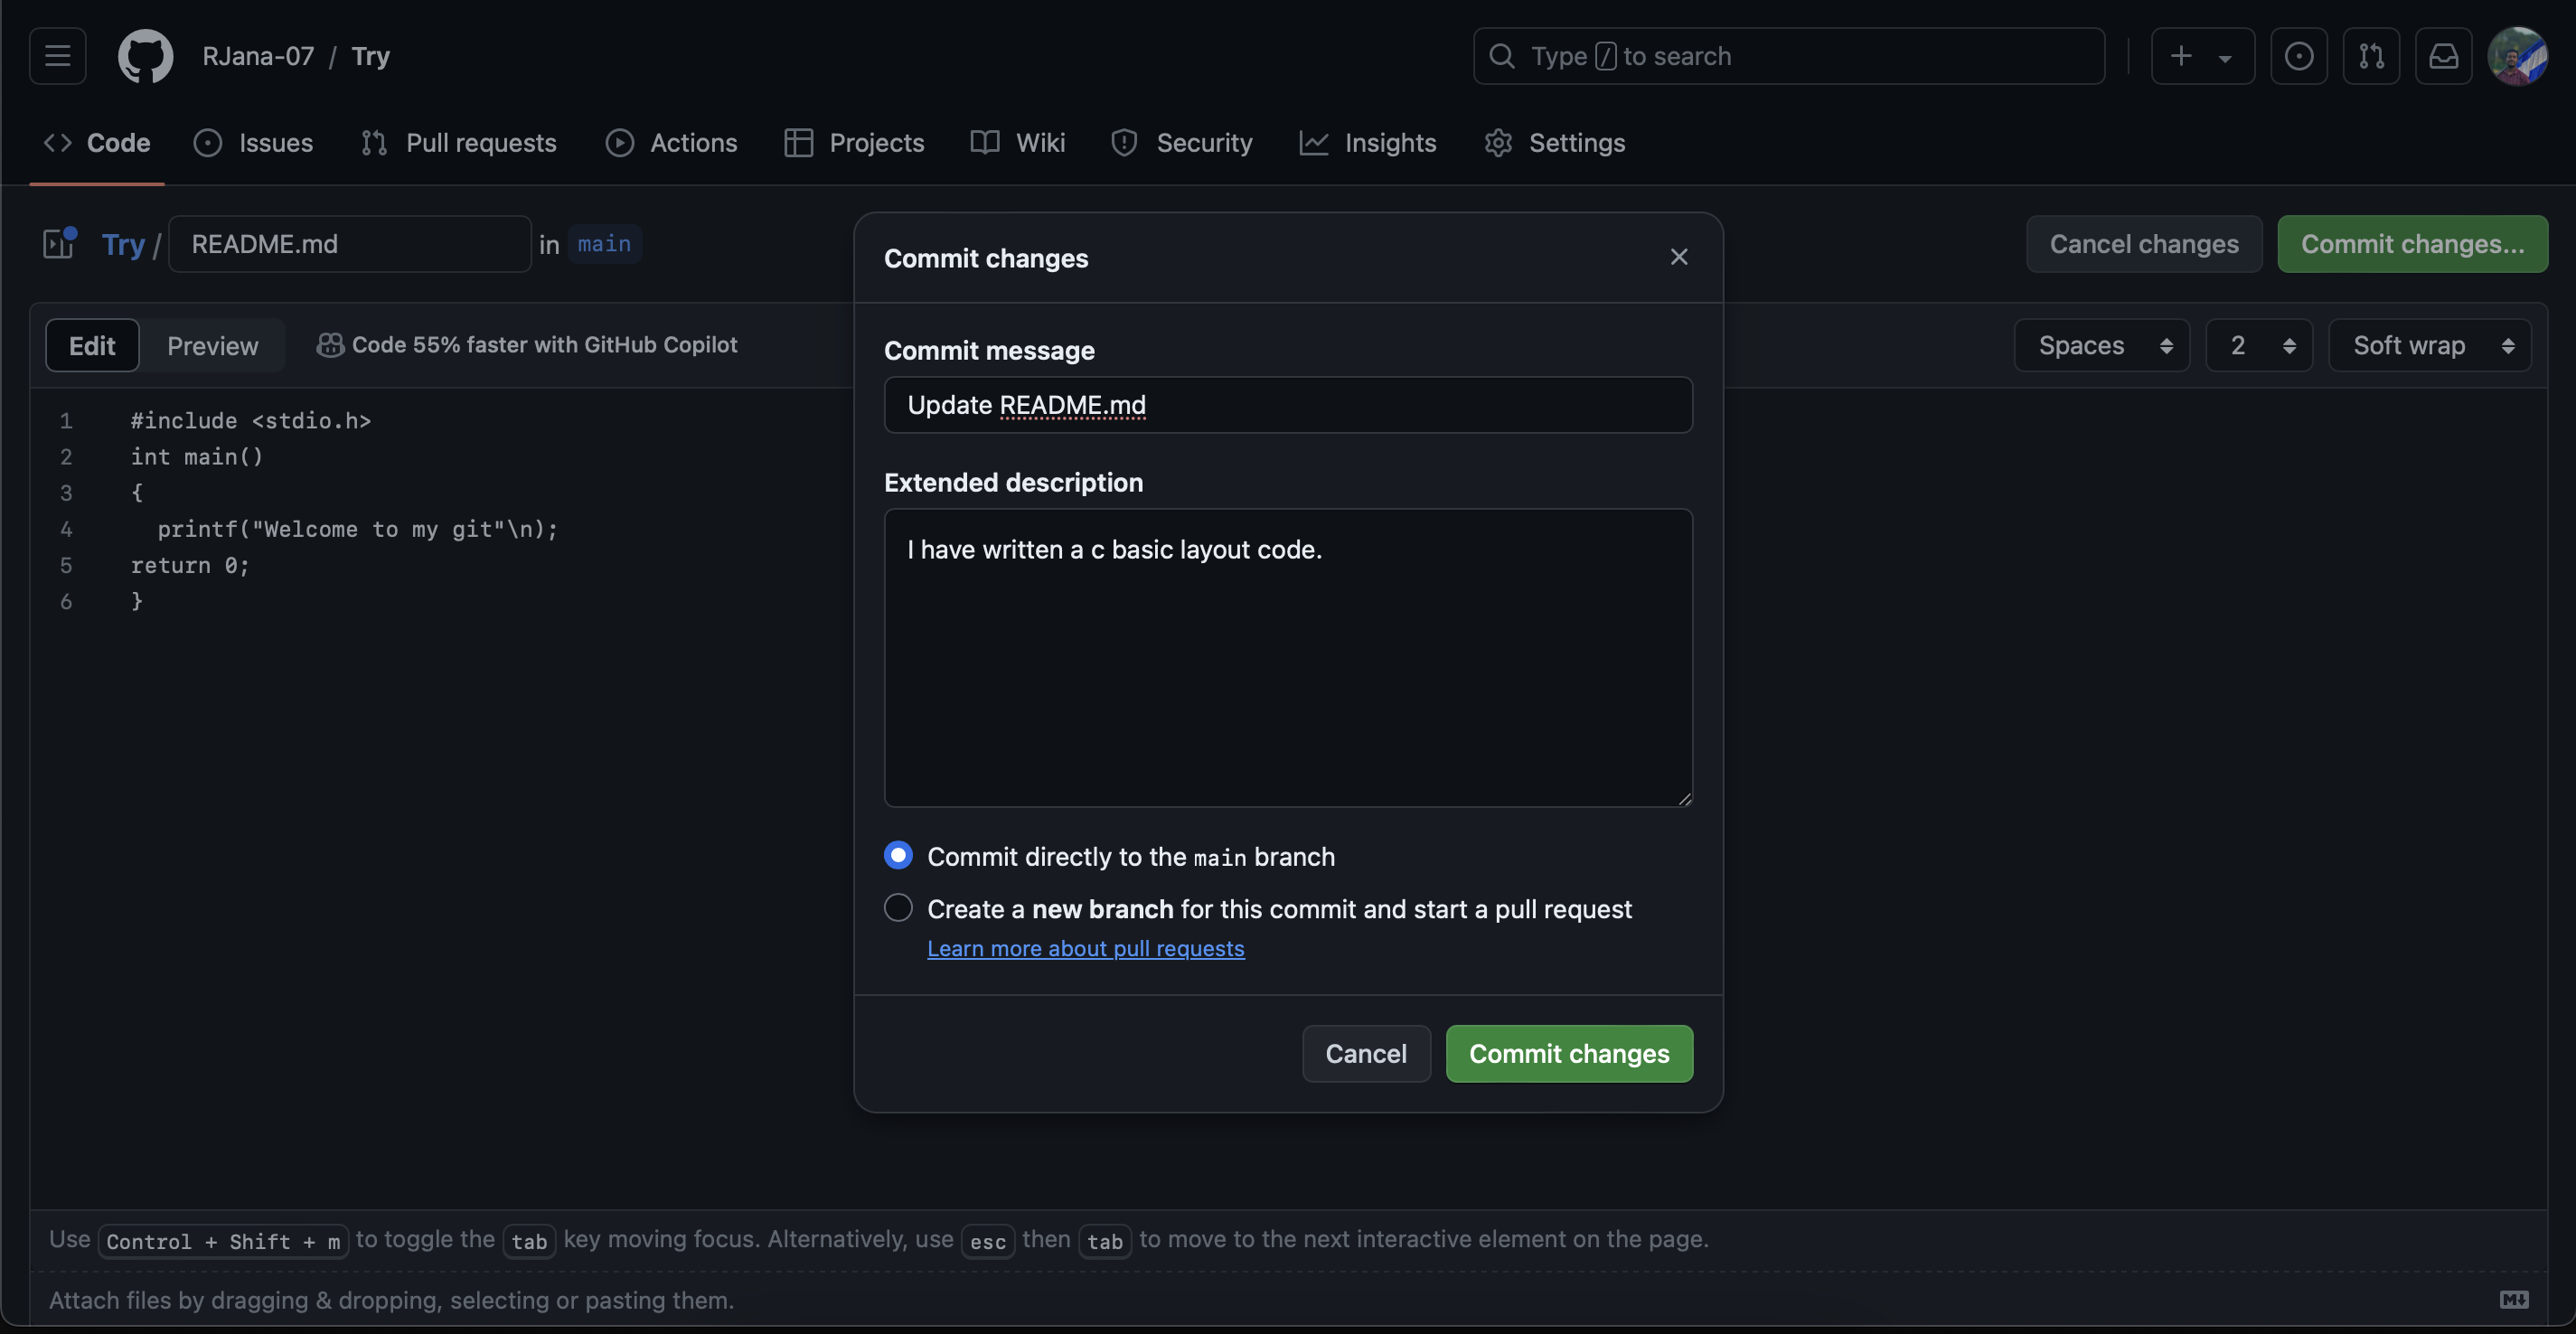 RJana-07 / Try
Type / to search
Code Issues Pull requests Actions Projects Wiki Security Insights Settings
Try / README.md in main
Cancel changes Commit changes...
Edit Preview Code 55% faster with GitHub Copilot
Spaces 2 Soft wrap
1 #include <stdio.h>
2 int main()
3 {
4 printf("Welcome to my git"\n);
5 return 0;
6 }
Commit changes
Commit message
Update README.md
Extended description
I have written a c basic layout code.
Commit directly to the main branch
Create a new branch for this commit and start a pull request
Learn more about pull requests
Cancel Commit changes
Use Control + Shift + m to toggle the tab key moving focus. Alternatively, use esc then tab to move to the next interactive element on the page.
Attach files by dragging & dropping, selecting or pasting them.